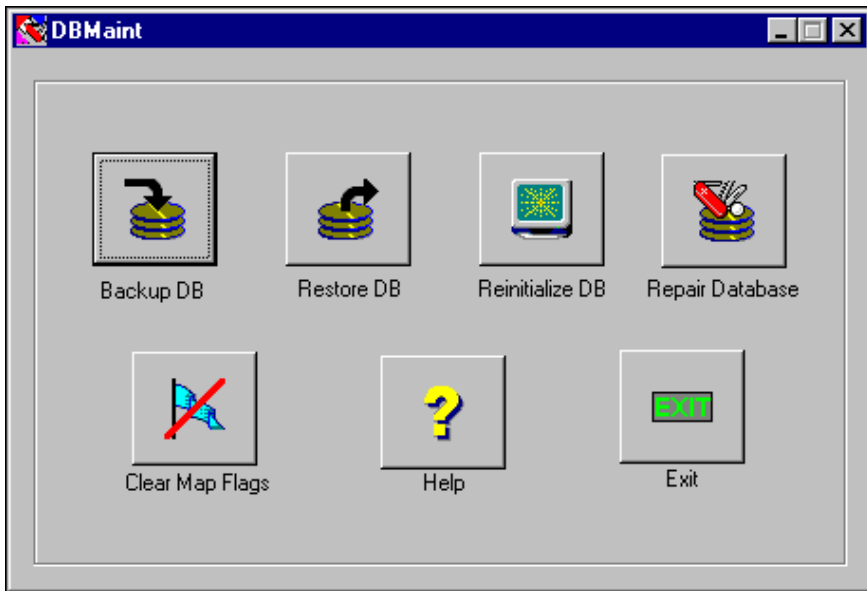 DBMaint
Backup DB
Restore DB
Reinitialize DB
Repair Database
EXIT
Clear Map Flags
Help
Exit